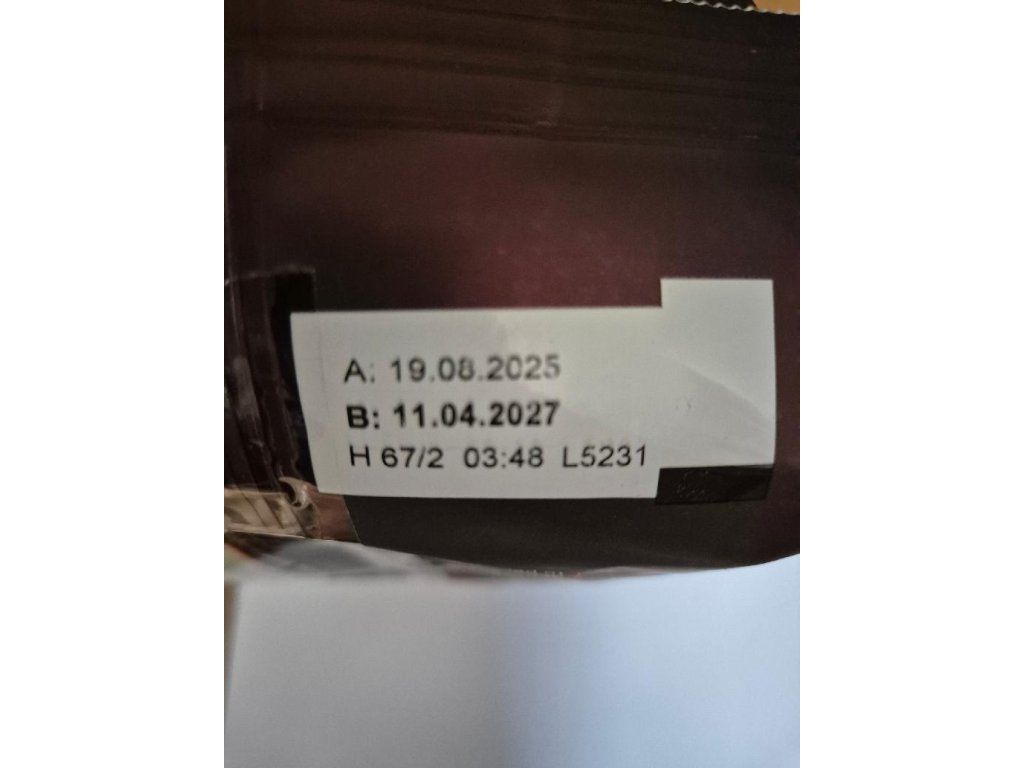 A: 19.08.2025
B: 11.04.2027
H 67/2 03:48 L5231